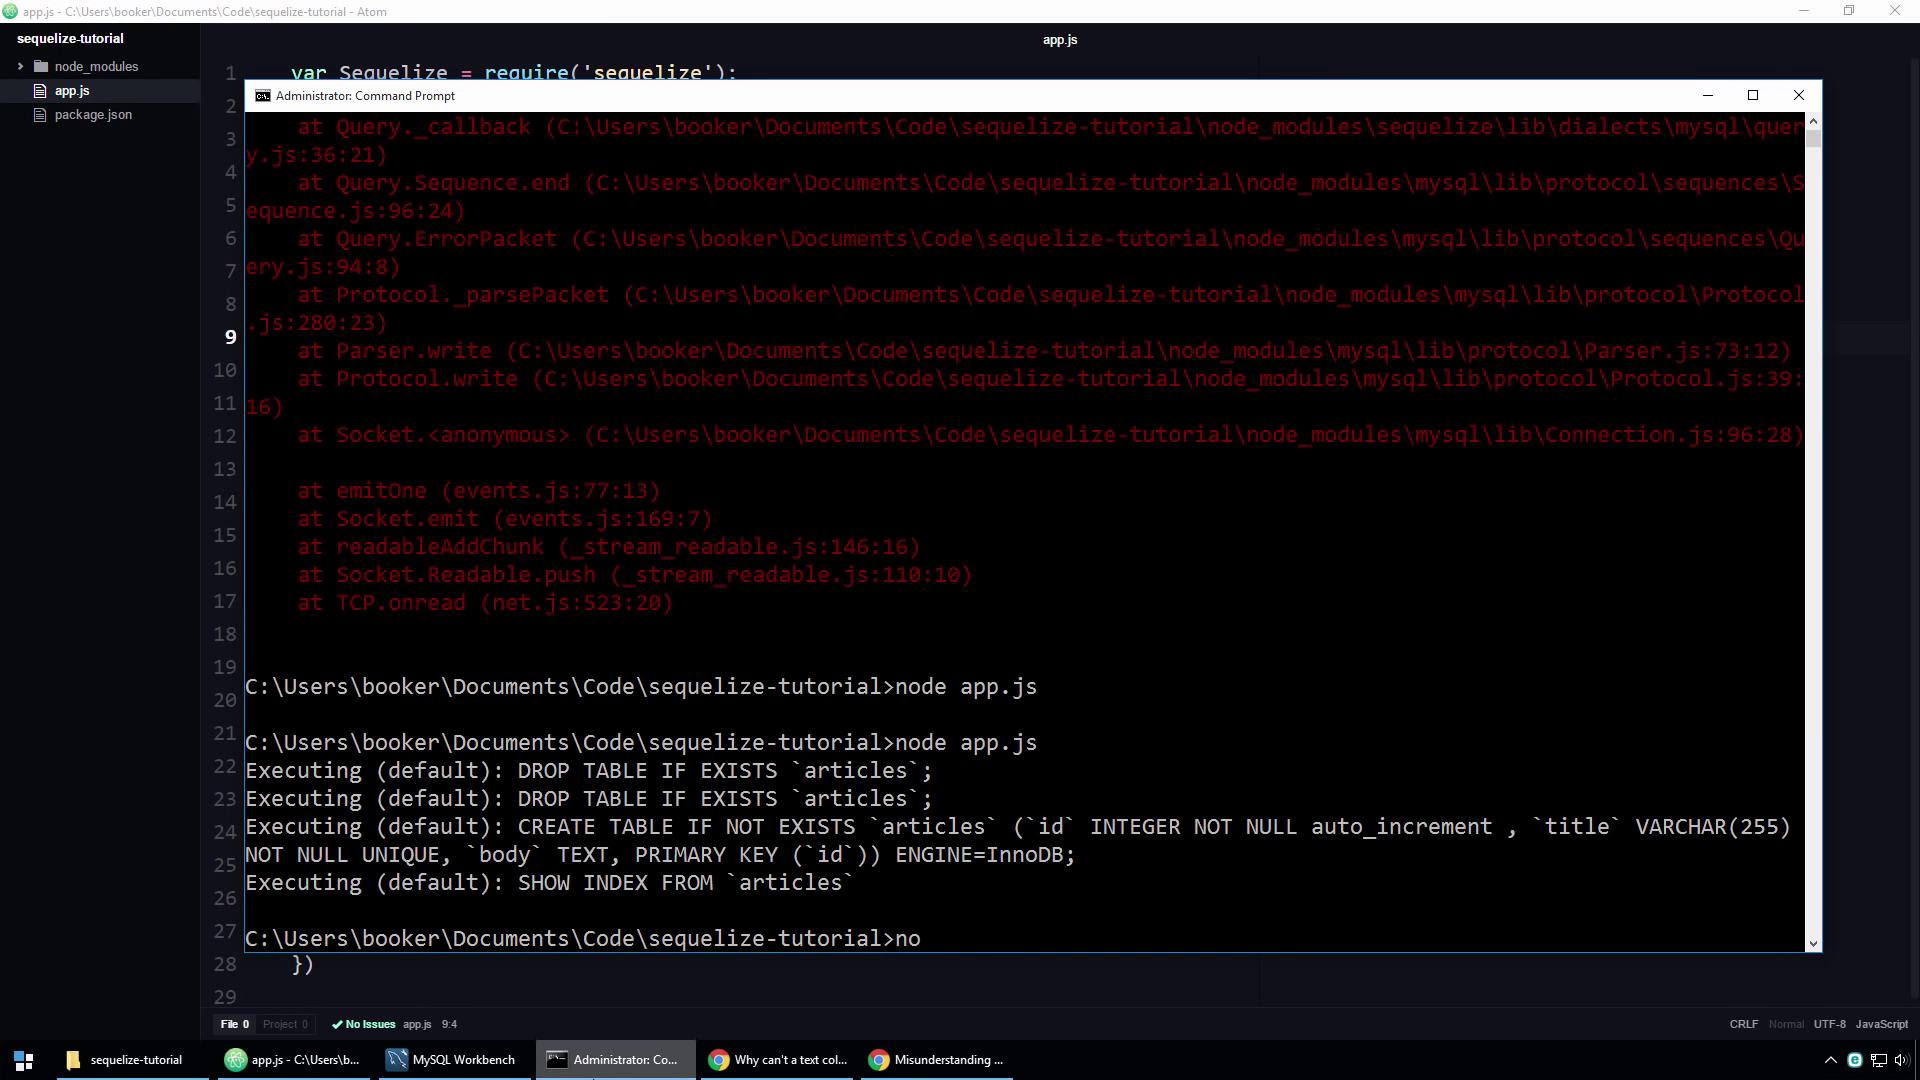 app.js - C:\Users\booker\Documents\Code\sequelize-tutorial - Atom
sequelize-tutorial
node_modules
app.js
package.json
app.js
1 var Sequelize = require('sequelize');
2
3
4
5
6
7
8
9
10
11
12
13
14
15
16
17
18
19
20
21
22
23
24
25
26
27
28 })
29
Administrator: Command Prompt
at Query._callback (C:\Users\booker\Documents\Code\sequelize-tutorial\node_modules\sequelize\lib\dialects\mysql\quer
y.js:36:21)
at Query.Sequence.end (C:\Users\booker\Documents\Code\sequelize-tutorial\node_modules\mysql\lib\protocol\sequences\S
equence.js:96:24)
at Query.ErrorPacket (C:\Users\booker\Documents\Code\sequelize-tutorial\node_modules\mysql\lib\protocol\sequences\Qu
ery.js:94:8)
at Protocol._parsePacket (C:\Users\booker\Documents\Code\sequelize-tutorial\node_modules\mysql\lib\protocol\Protocol
.js:280:23)
at Parser.write (C:\Users\booker\Documents\Code\sequelize-tutorial\node_modules\mysql\lib\protocol\Parser.js:73:12)
at Protocol.write (C:\Users\booker\Documents\Code\sequelize-tutorial\node_modules\mysql\lib\protocol\Protocol.js:39:
16)
at Socket.<anonymous> (C:\Users\booker\Documents\Code\sequelize-tutorial\node_modules\mysql\lib\Connection.js:96:28)
at emitOne (events.js:77:13)
at Socket.emit (events.js:169:7)
at readableAddChunk (_stream_readable.js:146:16)
at Socket.Readable.push (_stream_readable.js:110:10)
at TCP.onread (net.js:523:20)
C:\Users\booker\Documents\Code\sequelize-tutorial>node app.js
C:\Users\booker\Documents\Code\sequelize-tutorial>node app.js
Executing (default): DROP TABLE IF EXISTS `articles`;
Executing (default): DROP TABLE IF EXISTS `articles`;
Executing (default): CREATE TABLE IF NOT EXISTS `articles` (`id` INTEGER NOT NULL auto_increment , `title` VARCHAR(255)
NOT NULL UNIQUE, `body` TEXT, PRIMARY KEY (`id`)) ENGINE=InnoDB;
Executing (default): SHOW INDEX FROM `articles`
C:\Users\booker\Documents\Code\sequelize-tutorial>no
File 0 Project 0 No Issues app.js 9:4 CRLF Normal UTF-8 JavaScript
sequelize-tutorial app.js - C:\Users\b... MySQL Workbench Administrator: Co... Why can't a text col... Misunderstanding ...